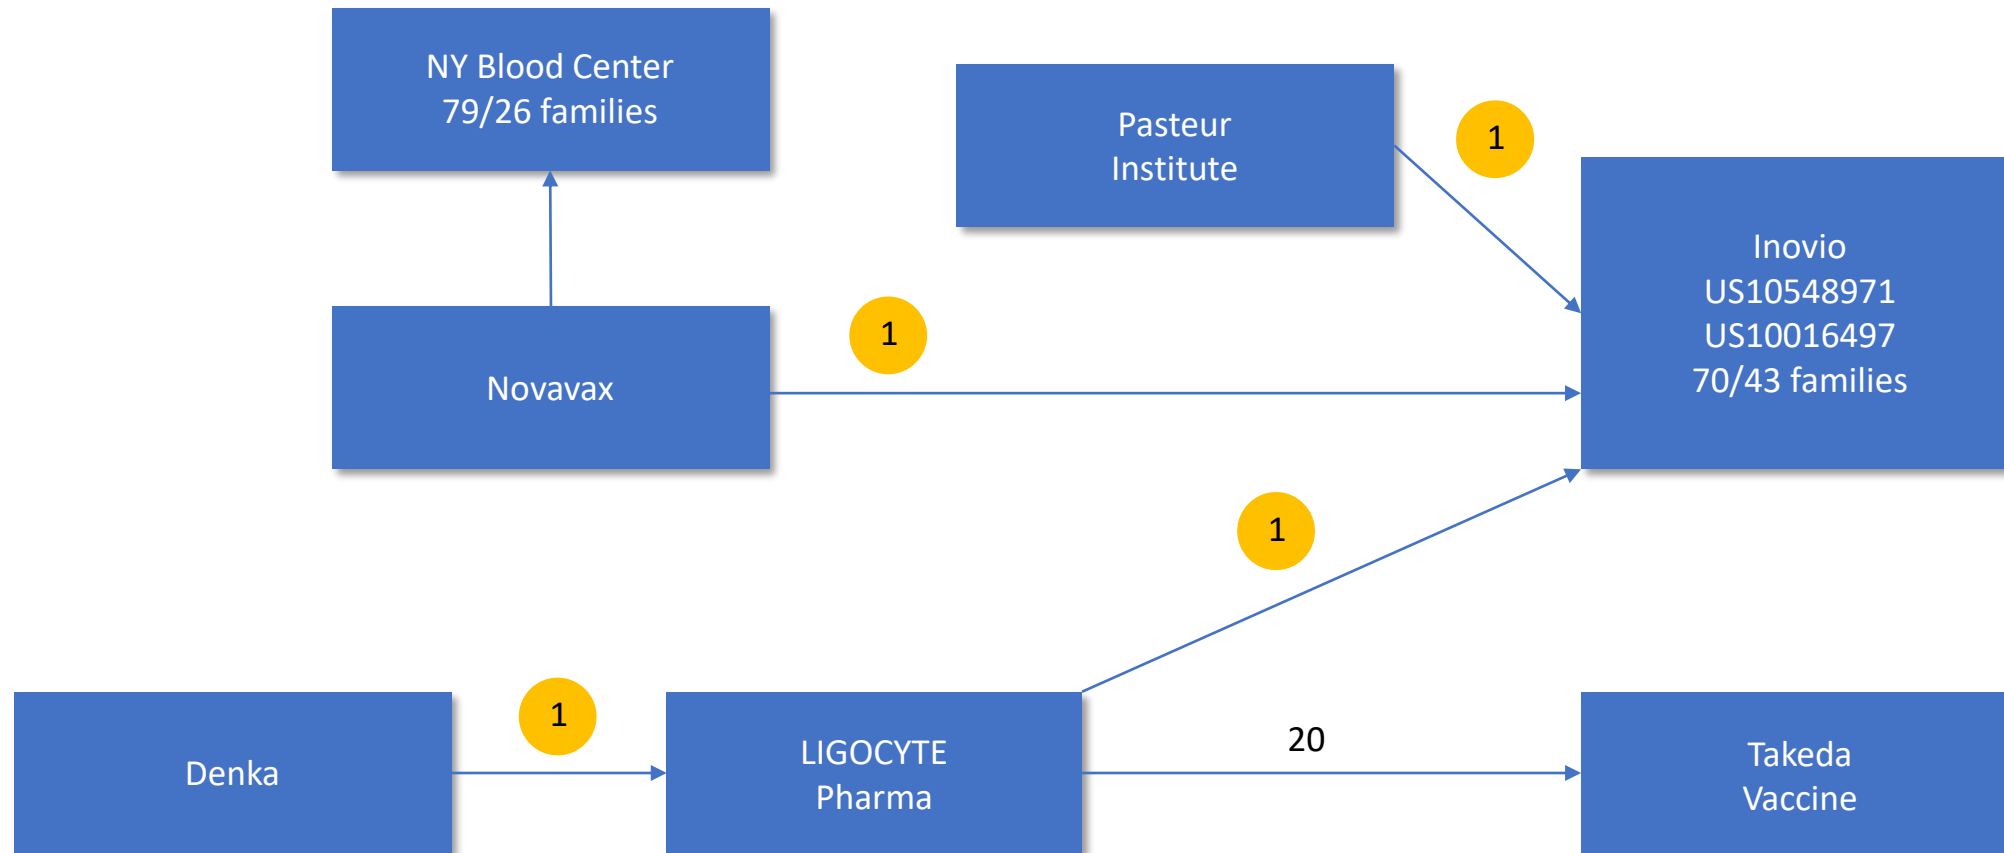 NY Blood Center
79/26 families
Pasteur
Institute
1
Inovio
US10548971
US10016497
70/43 families
Novavax
1
1
Denka
1
LIGOCYTE
Pharma
20
Takeda
Vaccine